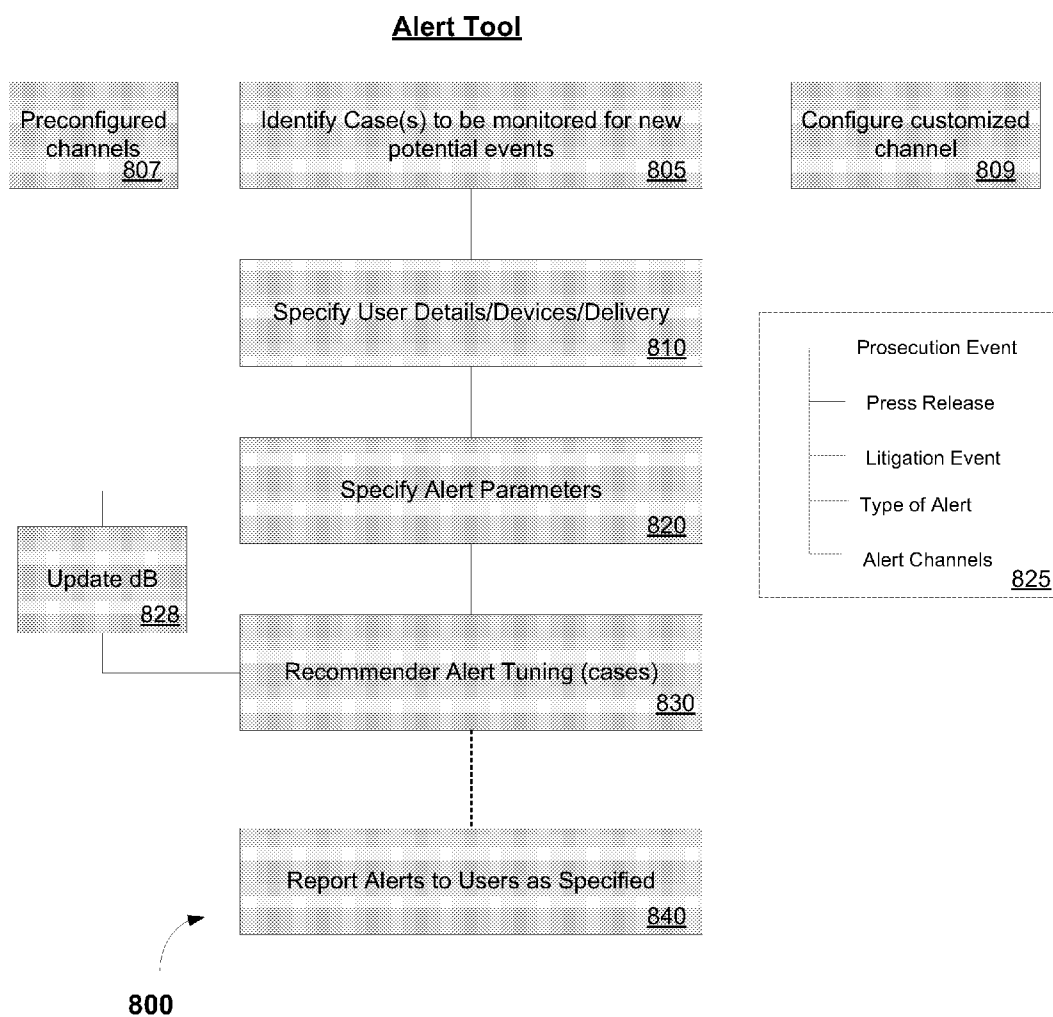 Alert Tool
Preconfigured
channels
807
Identify Case(s) to be monitored for new
potential events
805
Configure customized
channel
809
Specify User Details/Devices/Delivery
810
Prosecution Event
Press Release
Litigation Event
Type of Alert
Alert Channels
825
Specify Alert Parameters
820
Update dB
828
Recommender Alert Tuning (cases)
830
Report Alerts to Users as Specified
840
800